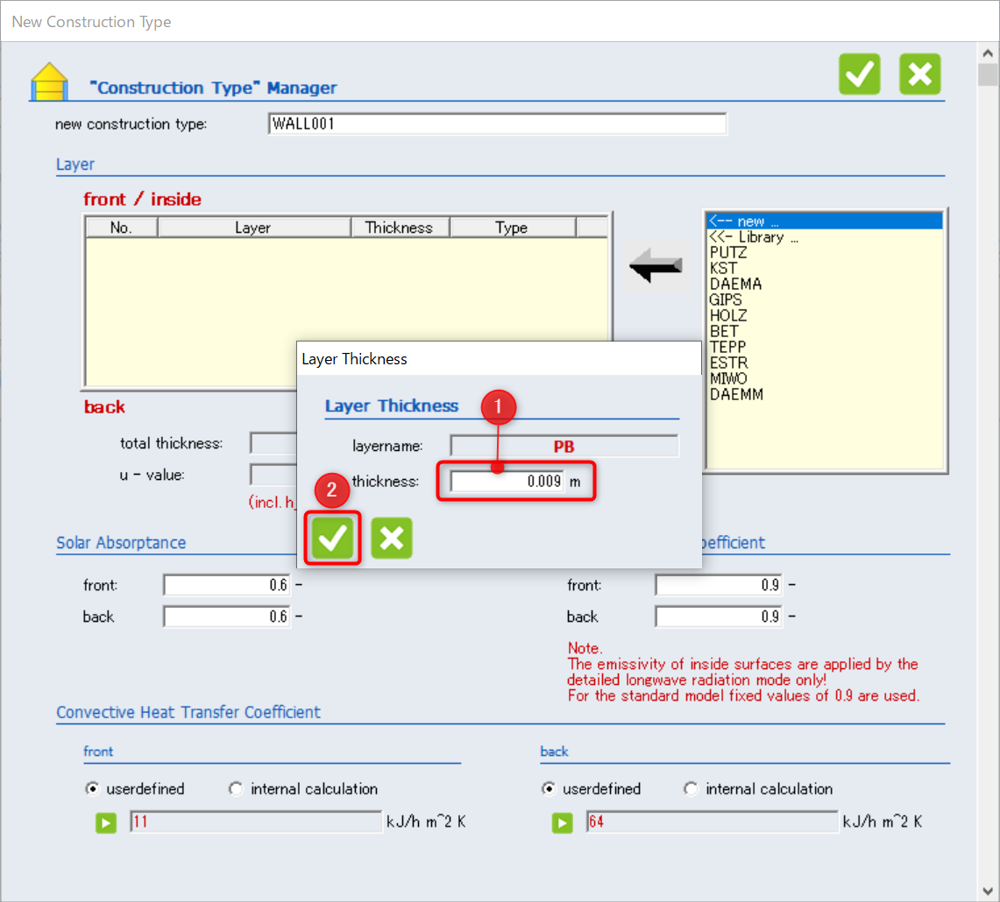 New Construction Type
"Construction Type" Manager
new construction type: WALL001
Layer
front / inside
No. Layer Thickness Type
<-- new ...
<<- Library ...
PUTZ
KST
DAEMA
GIPS
HOLZ
BET
TEPP
ESTR
MIWO
DAEMM
back
total thickness:
u - value:
(incl. h
Layer Thickness
Layer Thickness
1
layername: PB
thickness: 0.009 m
2
Solar Absorptance
front: 0.6 -
back 0.6 -
oefficient
front: 0.9 -
back 0.9 -
Note.
The emissivity of inside surfaces are applied by the
detailed longwave radiation mode only!
For the standard model fixed values of 0.9 are used.
Convective Heat Transfer Coefficient
front
userdefined internal calculation
11 kJ/h m^2 K
back
userdefined internal calculation
64 kJ/h m^2 K